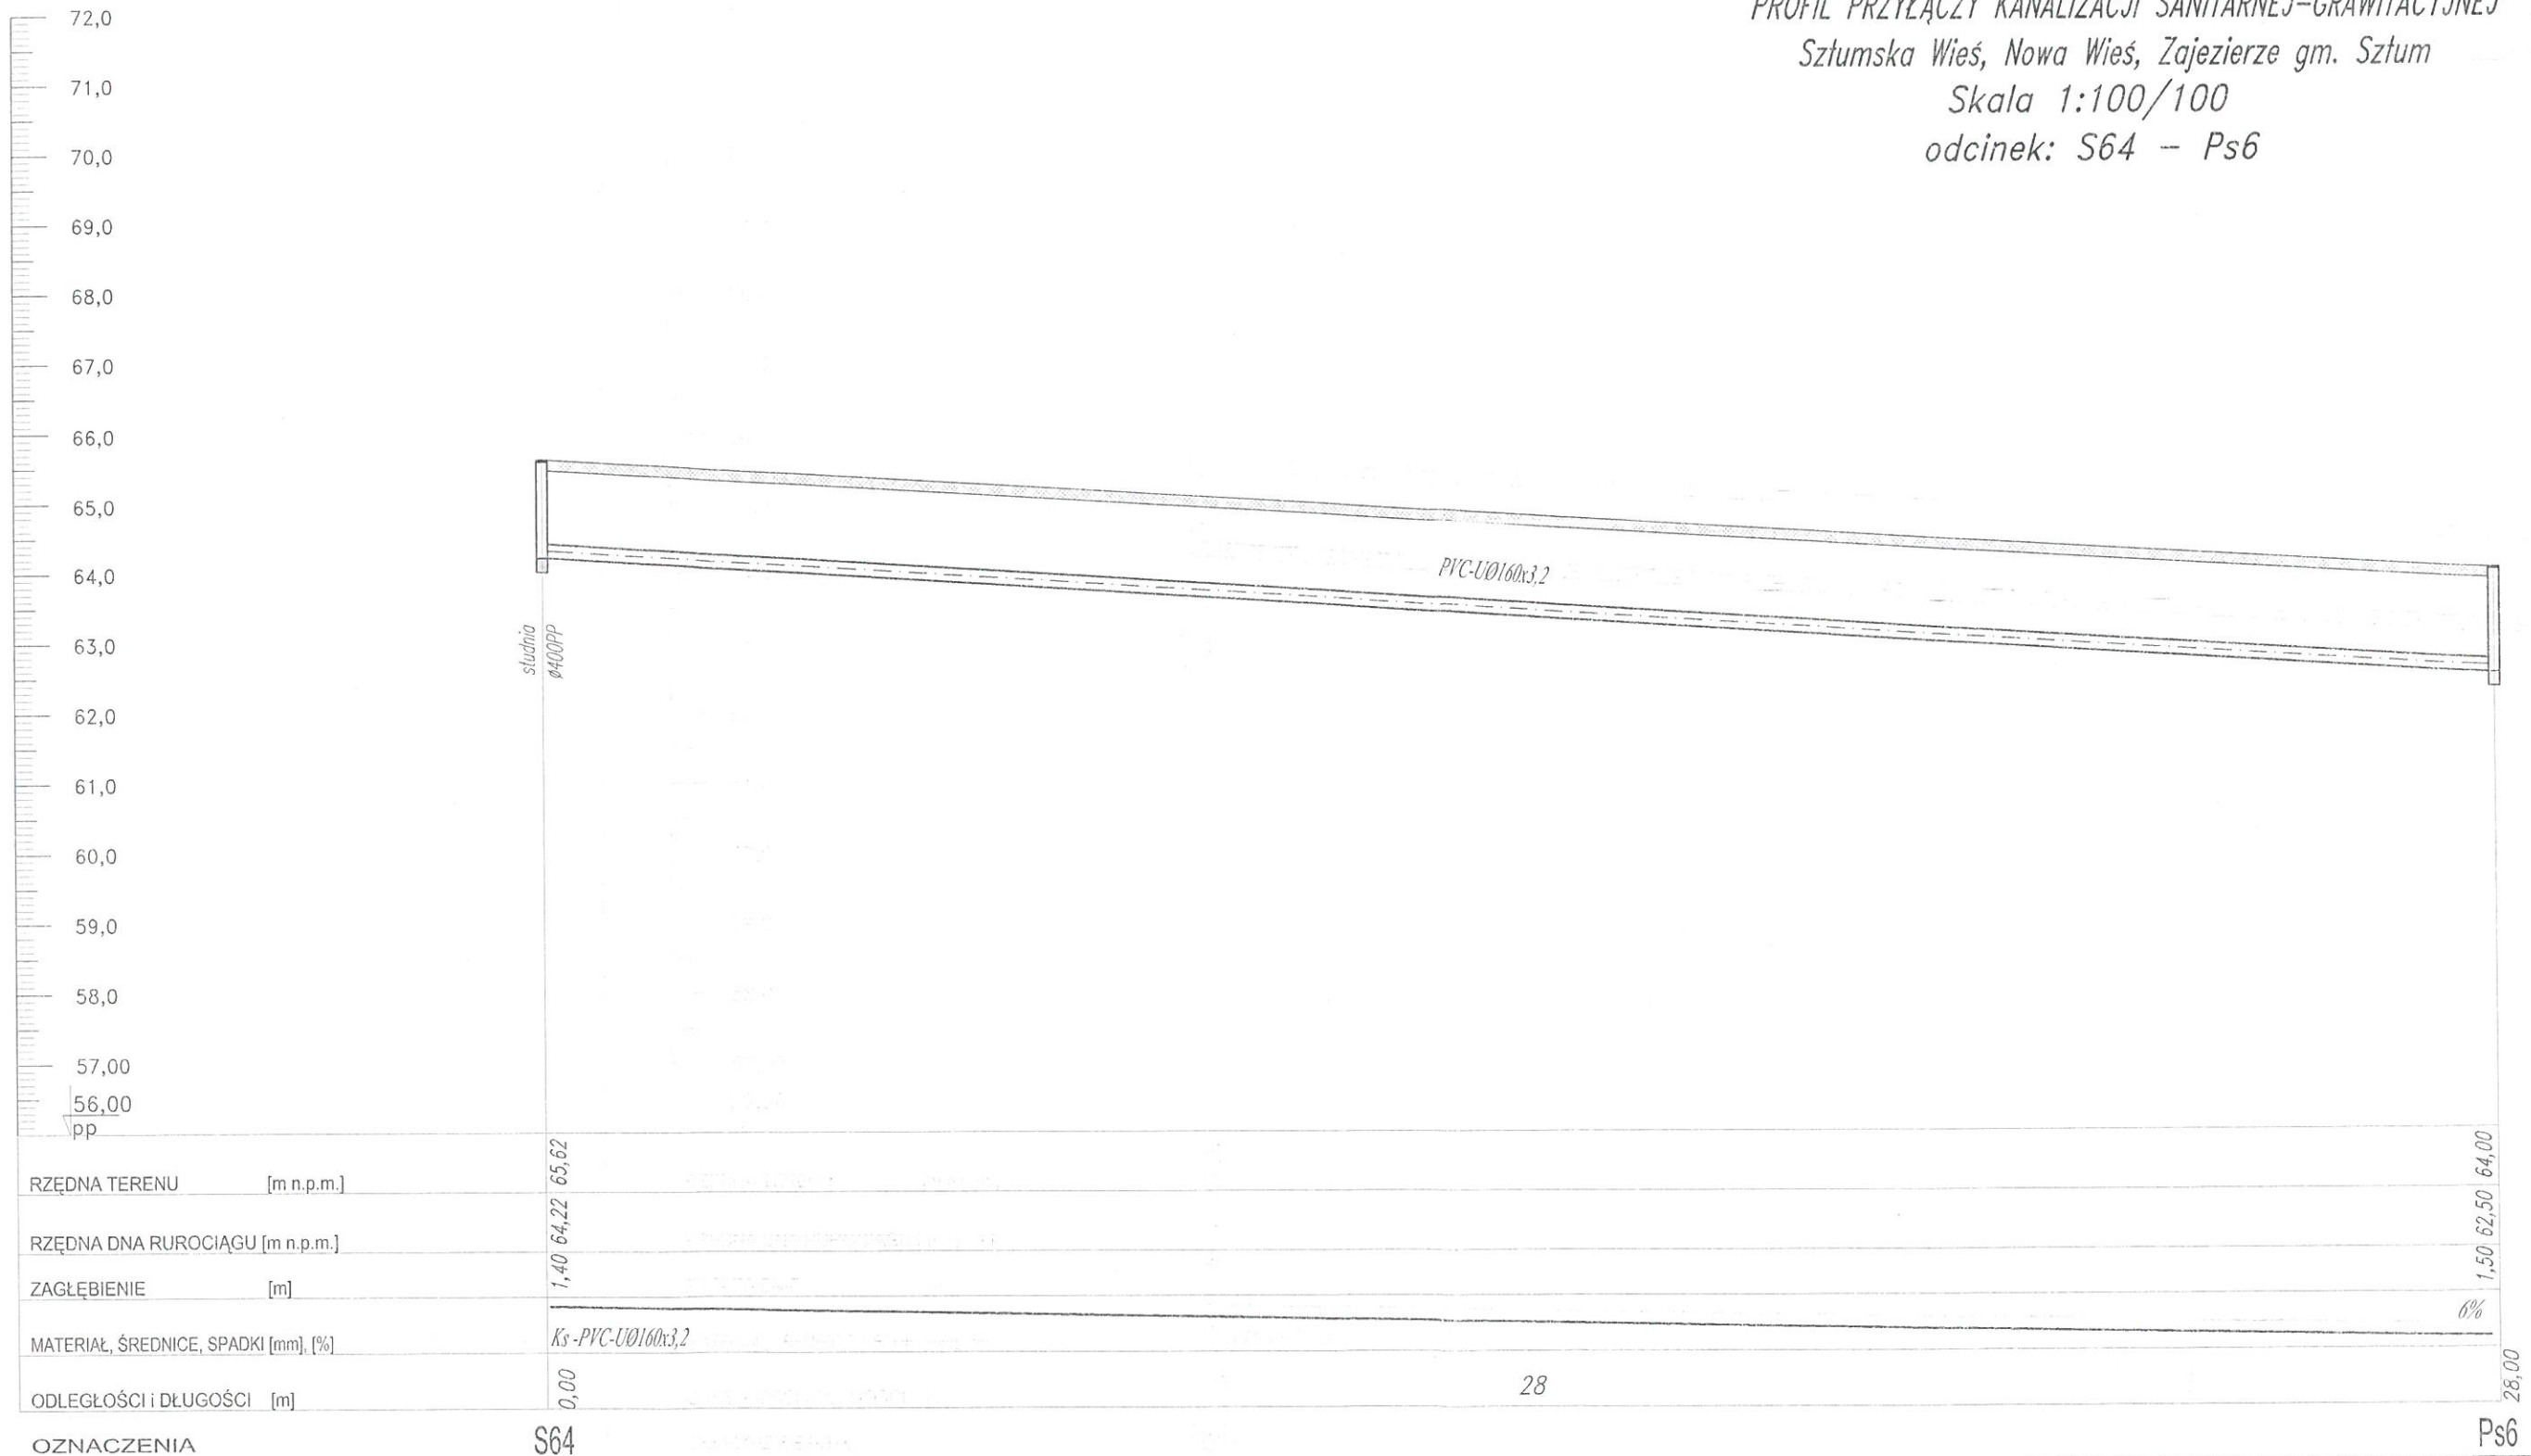 PROFIL PRZYŁĄCZY KANALIZACJI SANITARNEJ-GRAWITACYJNEJ
Sztumska Wieś, Nowa Wieś, Zajezierze gm. Sztum
Skala 1:100/100
odcinek: S64 – Ps6
72,0
71,0
70,0
69,0
68,0
67,0
66,0
65,0
64,0
63,0
62,0
61,0
60,0
59,0
58,0
57,00
56,00
pp
PVC-UØ160x3,2
studnia
ø400PP
RZĘDNA TERENU [m n.p.m.] 65,62 64,00
RZĘDNA DNA RUROCIĄGU [m n.p.m.] 64,22 62,50
ZAGŁĘBIENIE [m] 1,40 1,50
6%
MATERIAŁ, ŚREDNICE, SPADKI [mm], [%] Ks-PVC-UØ160x3,2
ODLEGŁOŚCI i DŁUGOŚCI [m] 0,00 28 28,00
OZNACZENIA S64 Ps6